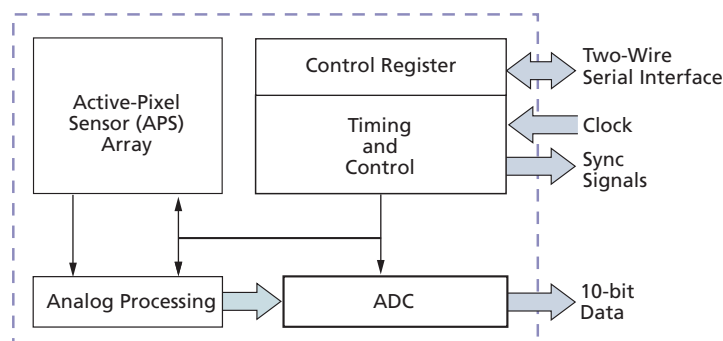 Active-Pixel
Sensor (APS)
Array
Control Register
Timing
and
Control
Two-Wire
Serial Interface
Clock
Sync
Signals
Analog Processing
ADC
10-bit
Data